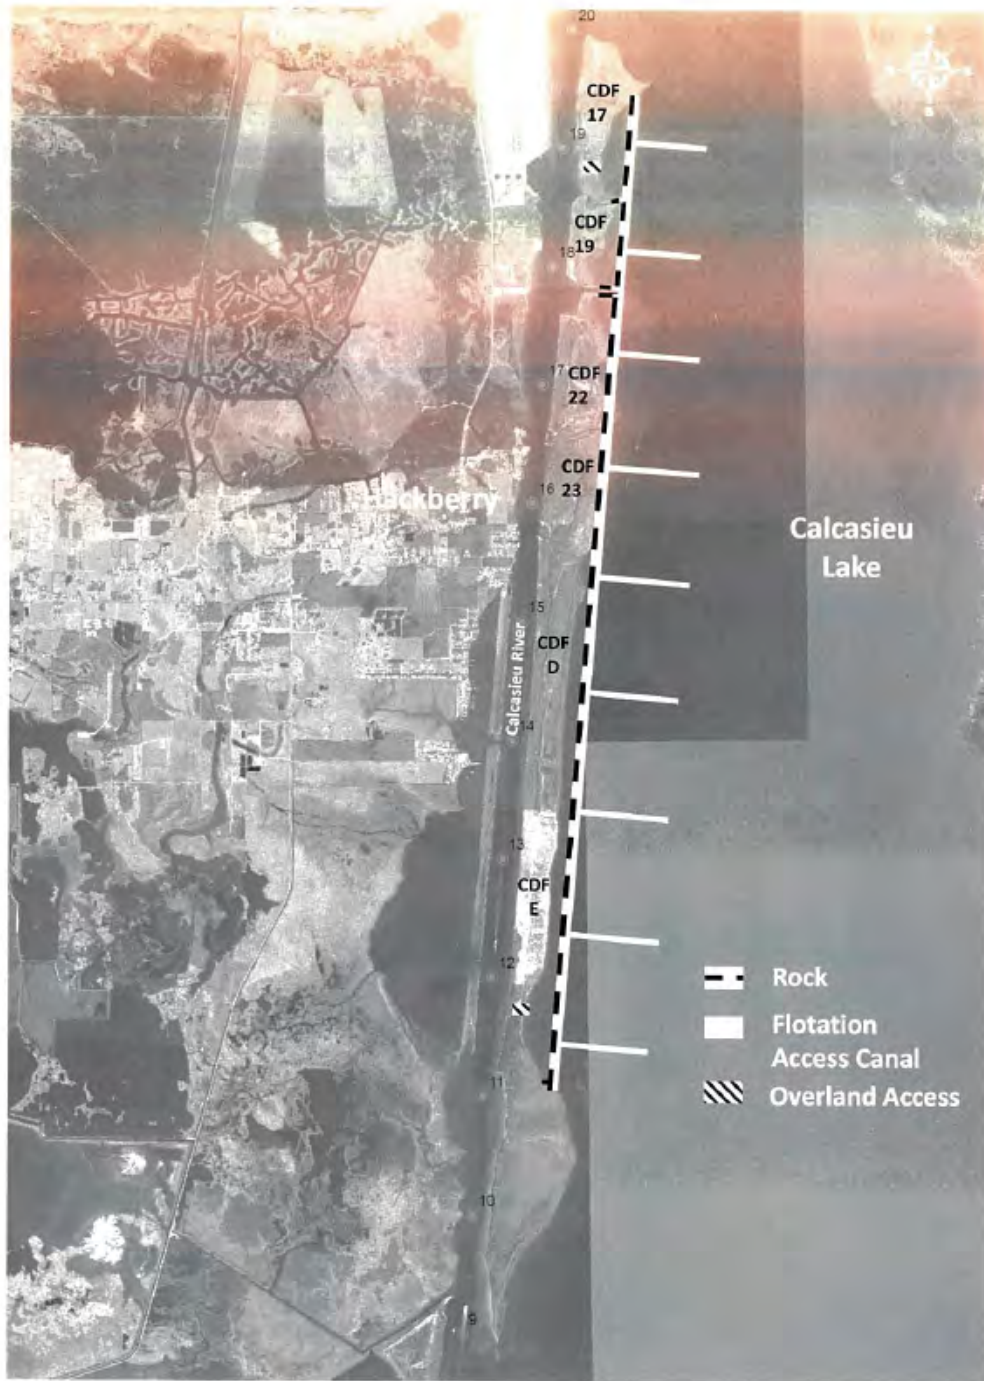 20
CDF
17
19
CDF
19
18
17
CDF
22
CDF
23
16
Hackberry
Calcasieu
Lake
15
CDF
D
Calcasieu River
14
13
CDF
E
12
Rock
Flotation
Access Canal
Overland Access
11
10
9